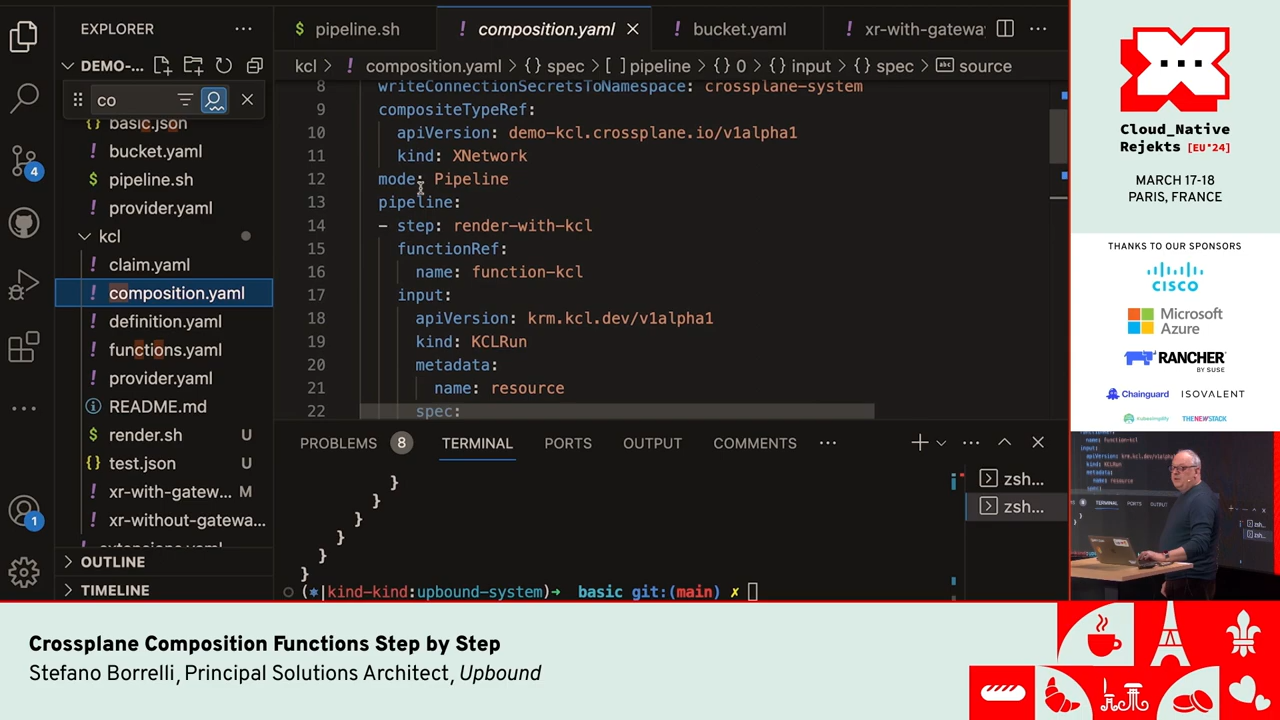 EXPLORER
DEMO-...
co
basic.json
bucket.yaml
pipeline.sh
provider.yaml
kcl
claim.yaml
composition.yaml
definition.yaml
functions.yaml
provider.yaml
README.md
render.sh U
test.json U
xr-with-gatew... M
xr-without-gatewa...
OUTLINE
TIMELINE
4
1
pipeline.sh
composition.yaml
bucket.yaml
xr-with-gateway
kcl > composition.yaml > {} spec > [ ] pipeline > {} 0 > {} input > {} spec > abc source
8 writeConnectionSecretsToNamespace: crossplane-system
9 compositeTypeRef:
10 apiVersion: demo-kcl.crossplane.io/v1alpha1
11 kind: XNetwork
12 mode: Pipeline
13 pipeline:
14 - step: render-with-kcl
15 functionRef:
16 name: function-kcl
17 input:
18 apiVersion: krm.kcl.dev/v1alpha1
19 kind: KCLRun
20 metadata:
21 name: resource
22 spec:
PROBLEMS 8 TERMINAL PORTS OUTPUT COMMENTS
}
}
}
}
}
}
(*|kind-kind:upbound-system)→ basic git:(main) ✗
zsh...
zsh...
Cloud_Native
Rejekts [EU'24]
MARCH 17-18
PARIS, FRANCE
THANKS TO OUR SPONSORS
CISCO
Microsoft
Azure
RANCHER
BY SUSE
Chainguard
ISOVALENT
kubesimplify
THENEWSTACK
Crossplane Composition Functions Step by Step
Stefano Borrelli, Principal Solutions Architect, Upbound